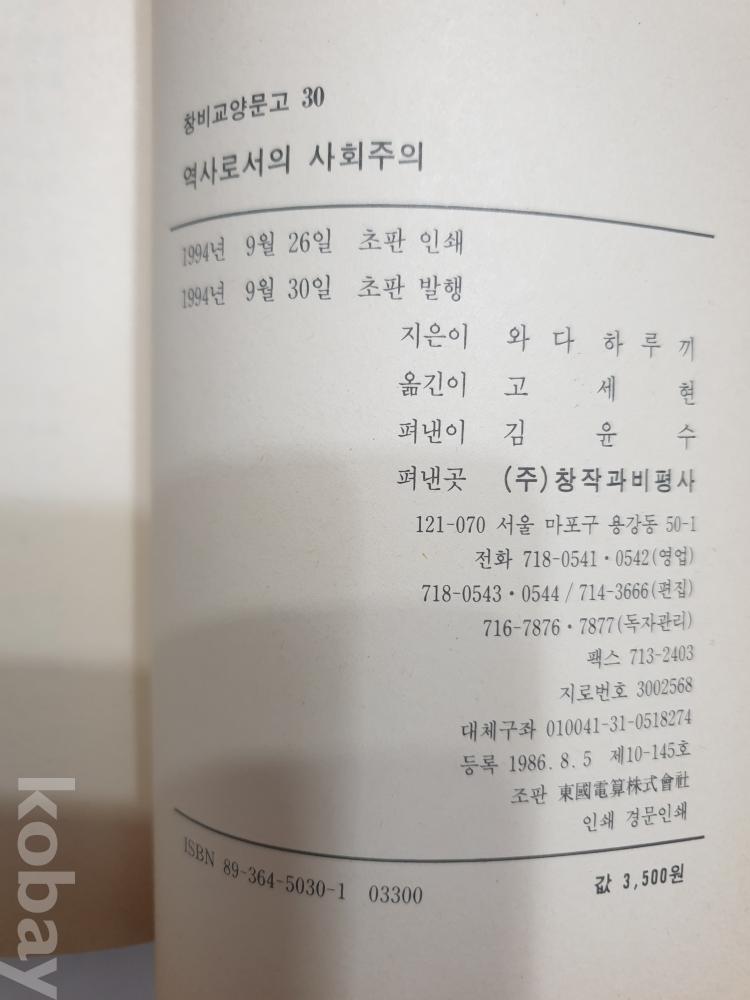 창비교양문고 30
역사로서의 사회주의
1994년 9월 26일 초판 인쇄
1994년 9월 30일 초판 발행
지은이 와다하루끼
옮긴이 고세현
펴낸이 김윤수
펴낸곳 (주)창작과비평사
121-070 서울 마포구 용강동 50-1
전화 718-0541·0542(영업)
718-0543·0544/714-3666(편집)
716-7876·7877(독자관리)
팩스 713-2403
지로번호 3002568
대체구좌 010041-31-0518274
등록 1986.8.5 제10-145호
조판 東國電算株式會社
인쇄 경문인쇄
ISBN 89-364-5030-1 03300
값 3,500원
kobay